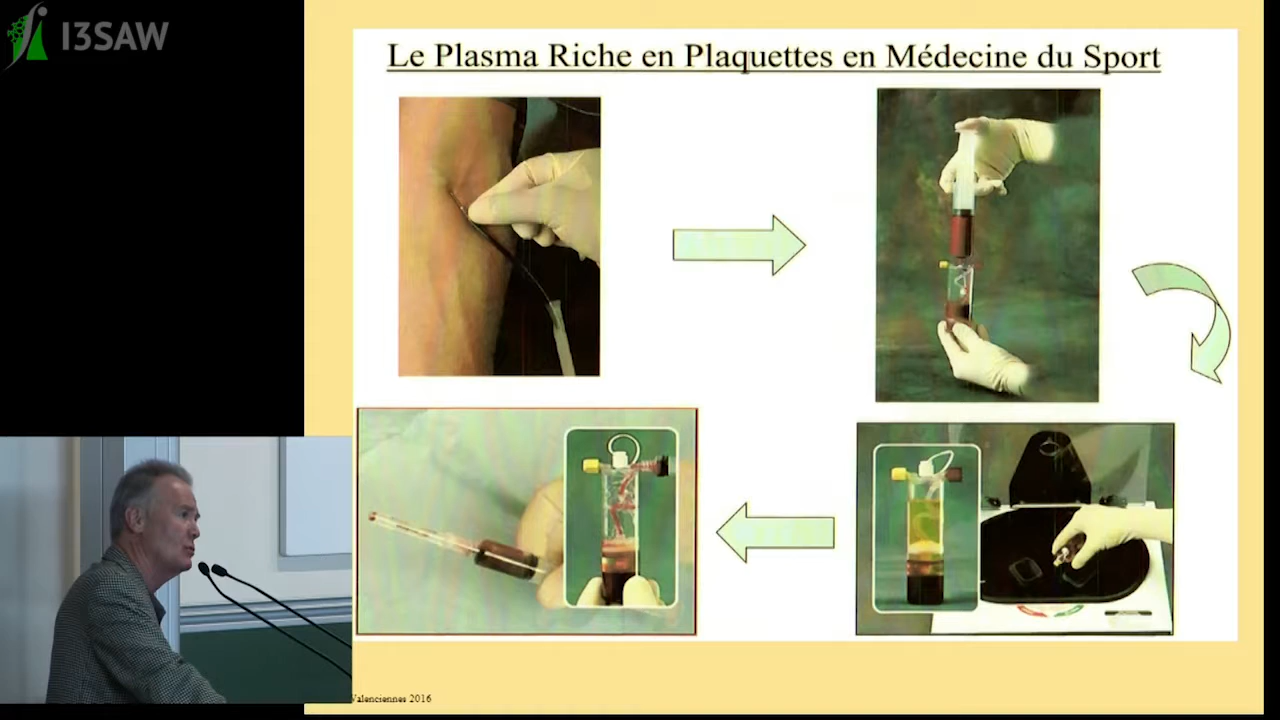 I3SAW
Le Plasma Riche en Plaquettes en Médecine du Sport
Valenciennes 2016